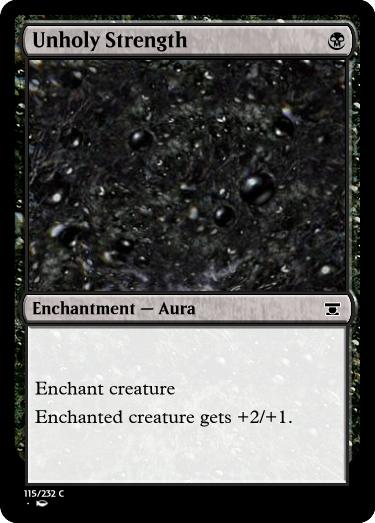 Unholy Strength
Enchantment — Aura
Enchant creature
Enchanted creature gets +2/+1.
115/232 C